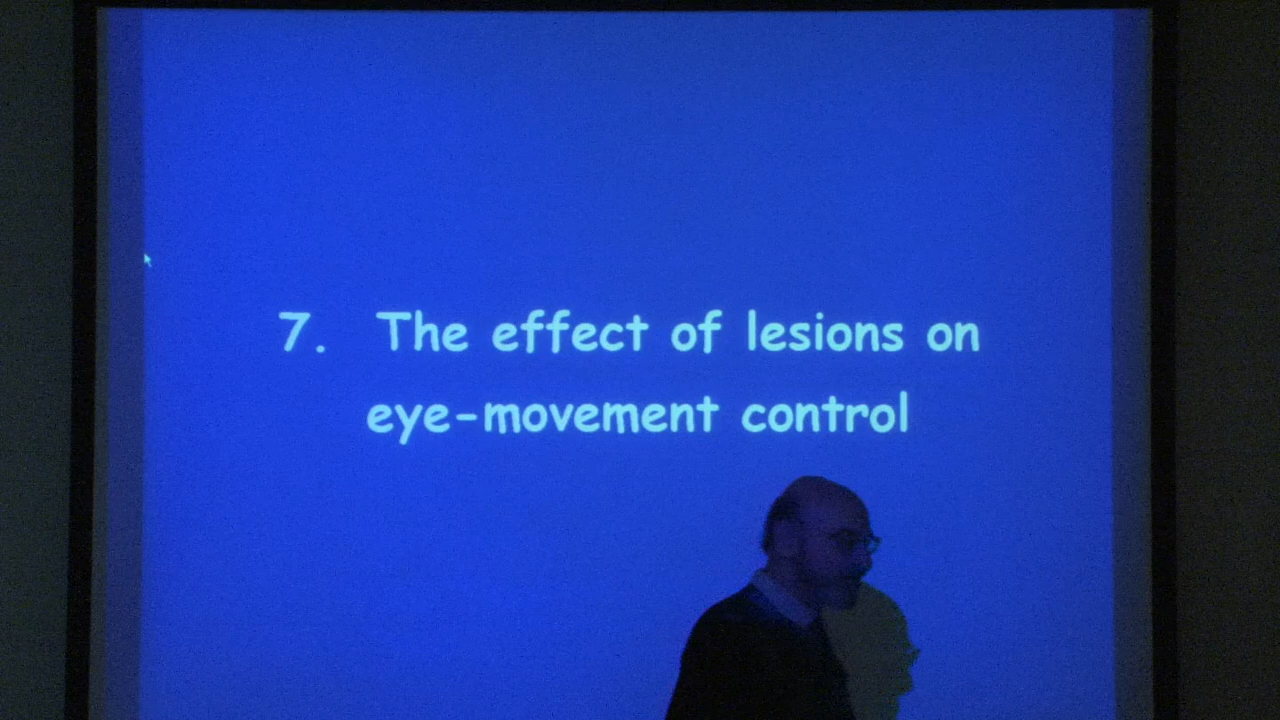 7. The effect of lesions on
eye-movement control